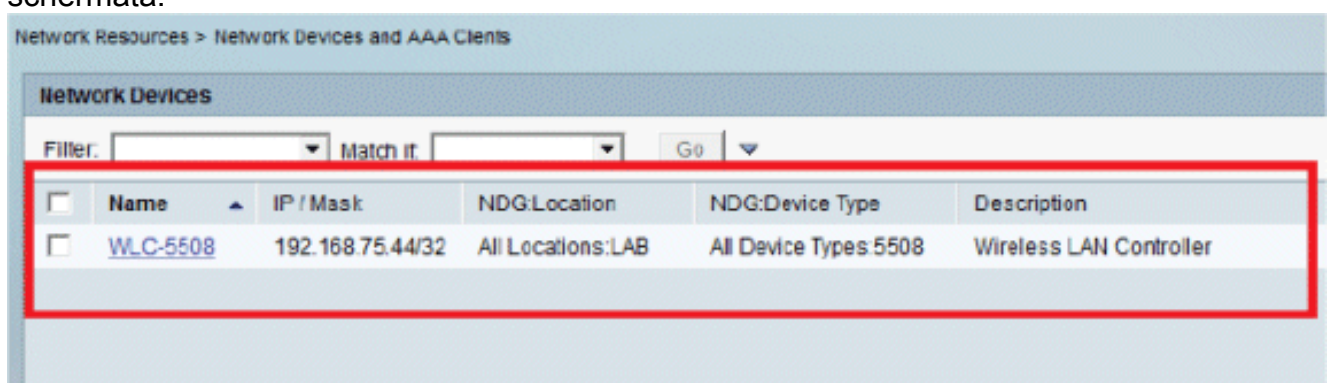 schermata.
Network Resources > Network Devices and AAA Clients
Network Devices
Filter: Match if: Go
Name IP / Mask NDG:Location NDG:Device Type Description
WLC-5508 192.168.75.44/32 All Locations:LAB All Device Types:5508 Wireless LAN Controller